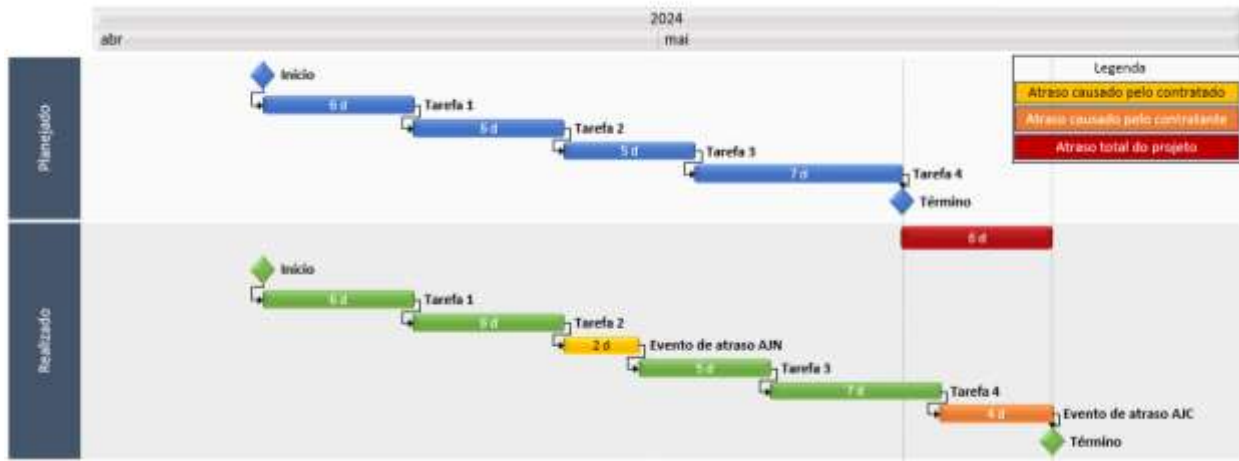 2024
abr
mai
Planejado
Início
6 d
Tarefa 1
6 d
Tarefa 2
5 d
Tarefa 3
7 d
Tarefa 4
Término
Legenda
Atraso causado pelo contratado
Atraso causado pelo contratante
Atraso total do projeto
6 d
Realizado
Início
6 d
Tarefa 1
6 d
Tarefa 2
2 d
Evento de atraso AJN
5 d
Tarefa 3
7 d
Tarefa 4
4 d
Evento de atraso AJC
Término